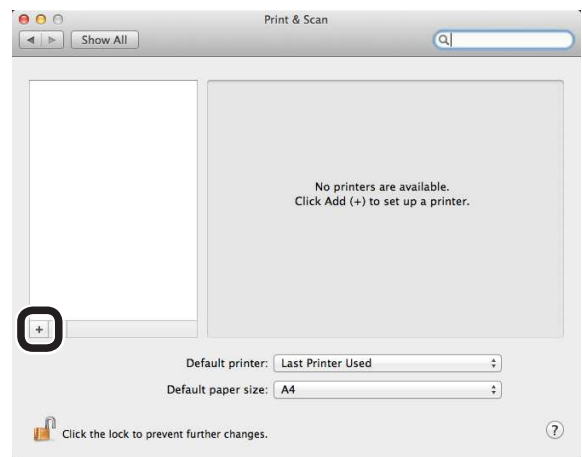 Print & Scan
Show All
No printers are available.
Click Add (+) to set up a printer.
+
Default printer: Last Printer Used
Default paper size: A4
Click the lock to prevent further changes.
?